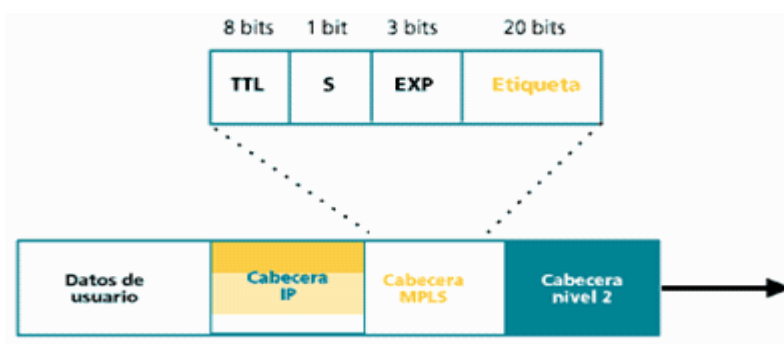 8 bits 1 bit 3 bits 20 bits
TTL S EXP Etiqueta
Datos de usuario
Cabecera IP
Cabecera MPLS
Cabecera nivel 2